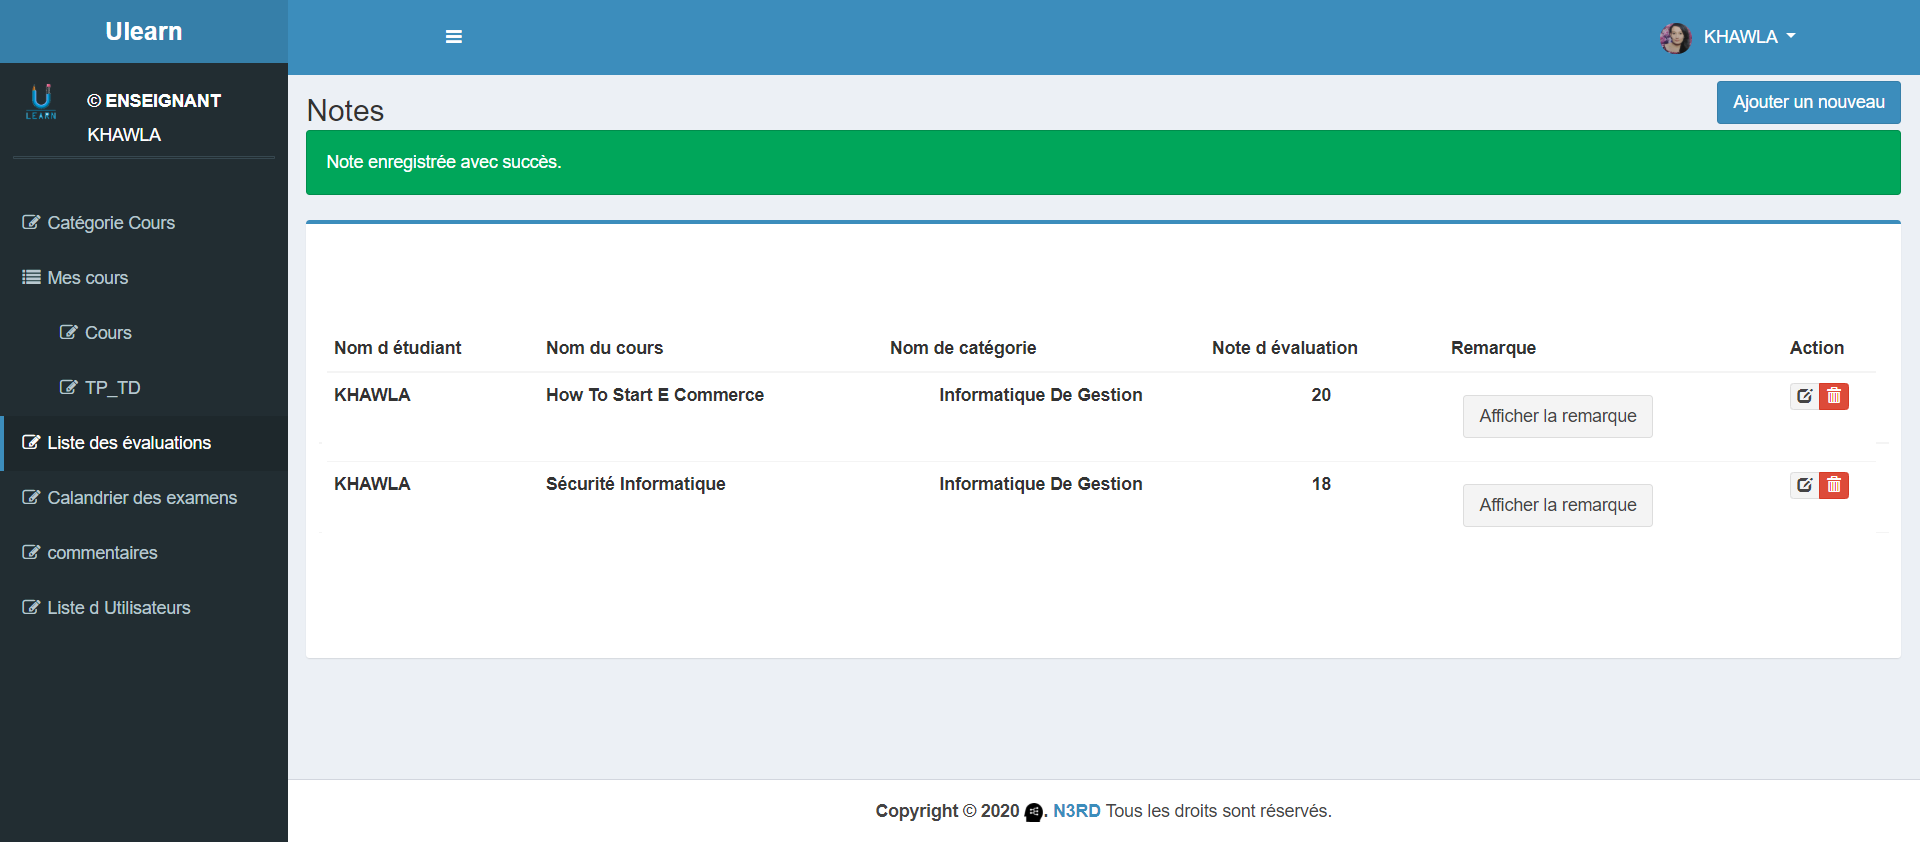 Ulearn
KHAWLA
U
LEARN
© ENSEIGNANT
KHAWLA
Catégorie Cours
Mes cours
Cours
TP_TD
Liste des évaluations
Calandrier des examens
commentaires
Liste d Utilisateurs
Notes
Ajouter un nouveau
Note enregistrée avec succès.
Nom d étudiant Nom du cours Nom de catégorie Note d évaluation Remarque Action
KHAWLA How To Start E Commerce Informatique De Gestion 20 Afficher la remarque
KHAWLA Sécurité Informatique Informatique De Gestion 18 Afficher la remarque
Copyright © 2020 . N3RD Tous les droits sont réservés.